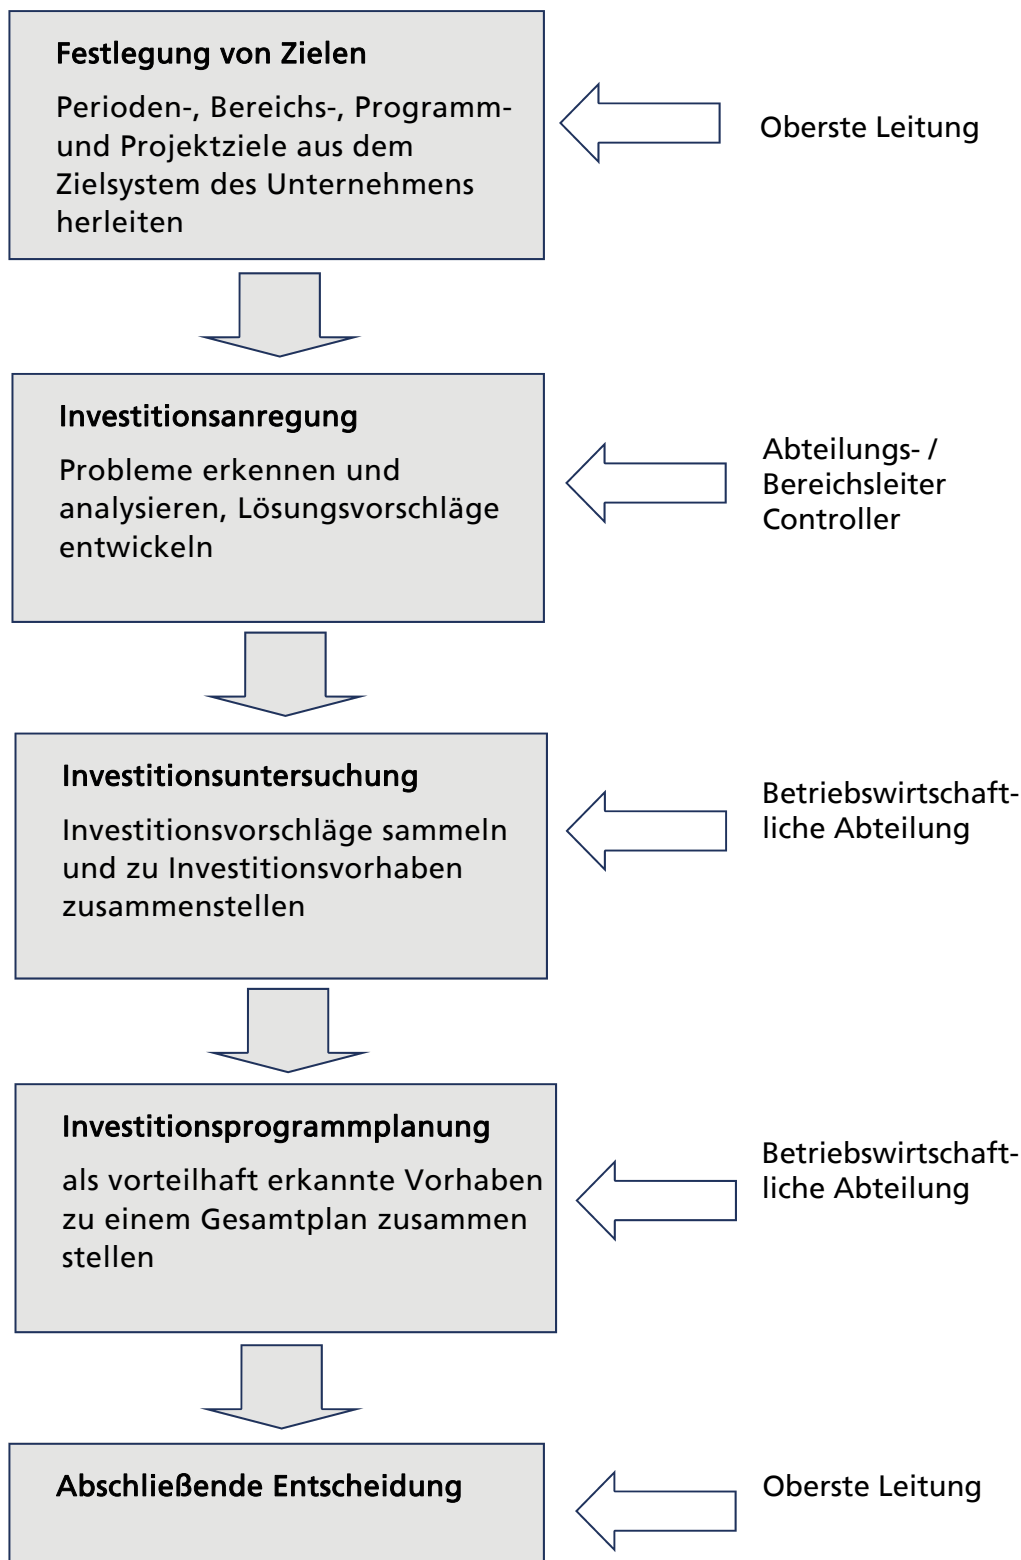 Festlegung von Zielen
Perioden-, Bereichs-, Programm-
und Projektziele aus dem
Zielsystem des Unternehmens
herleiten
Oberste Leitung
Investitionsanregung
Probleme erkennen und
analysieren, Lösungsvorschläge
entwickeln
Abteilungs- /
Bereichsleiter
Controller
Investitionsuntersuchung
Investitionsvorschläge sammeln
und zu Investitionsvorhaben
zusammenstellen
Betriebswirtschaft-
liche Abteilung
Investitionsprogrammplanung
als vorteilhaft erkannte Vorhaben
zu einem Gesamtplan zusammen
stellen
Betriebswirtschaft-
liche Abteilung
Abschließende Entscheidung
Oberste Leitung